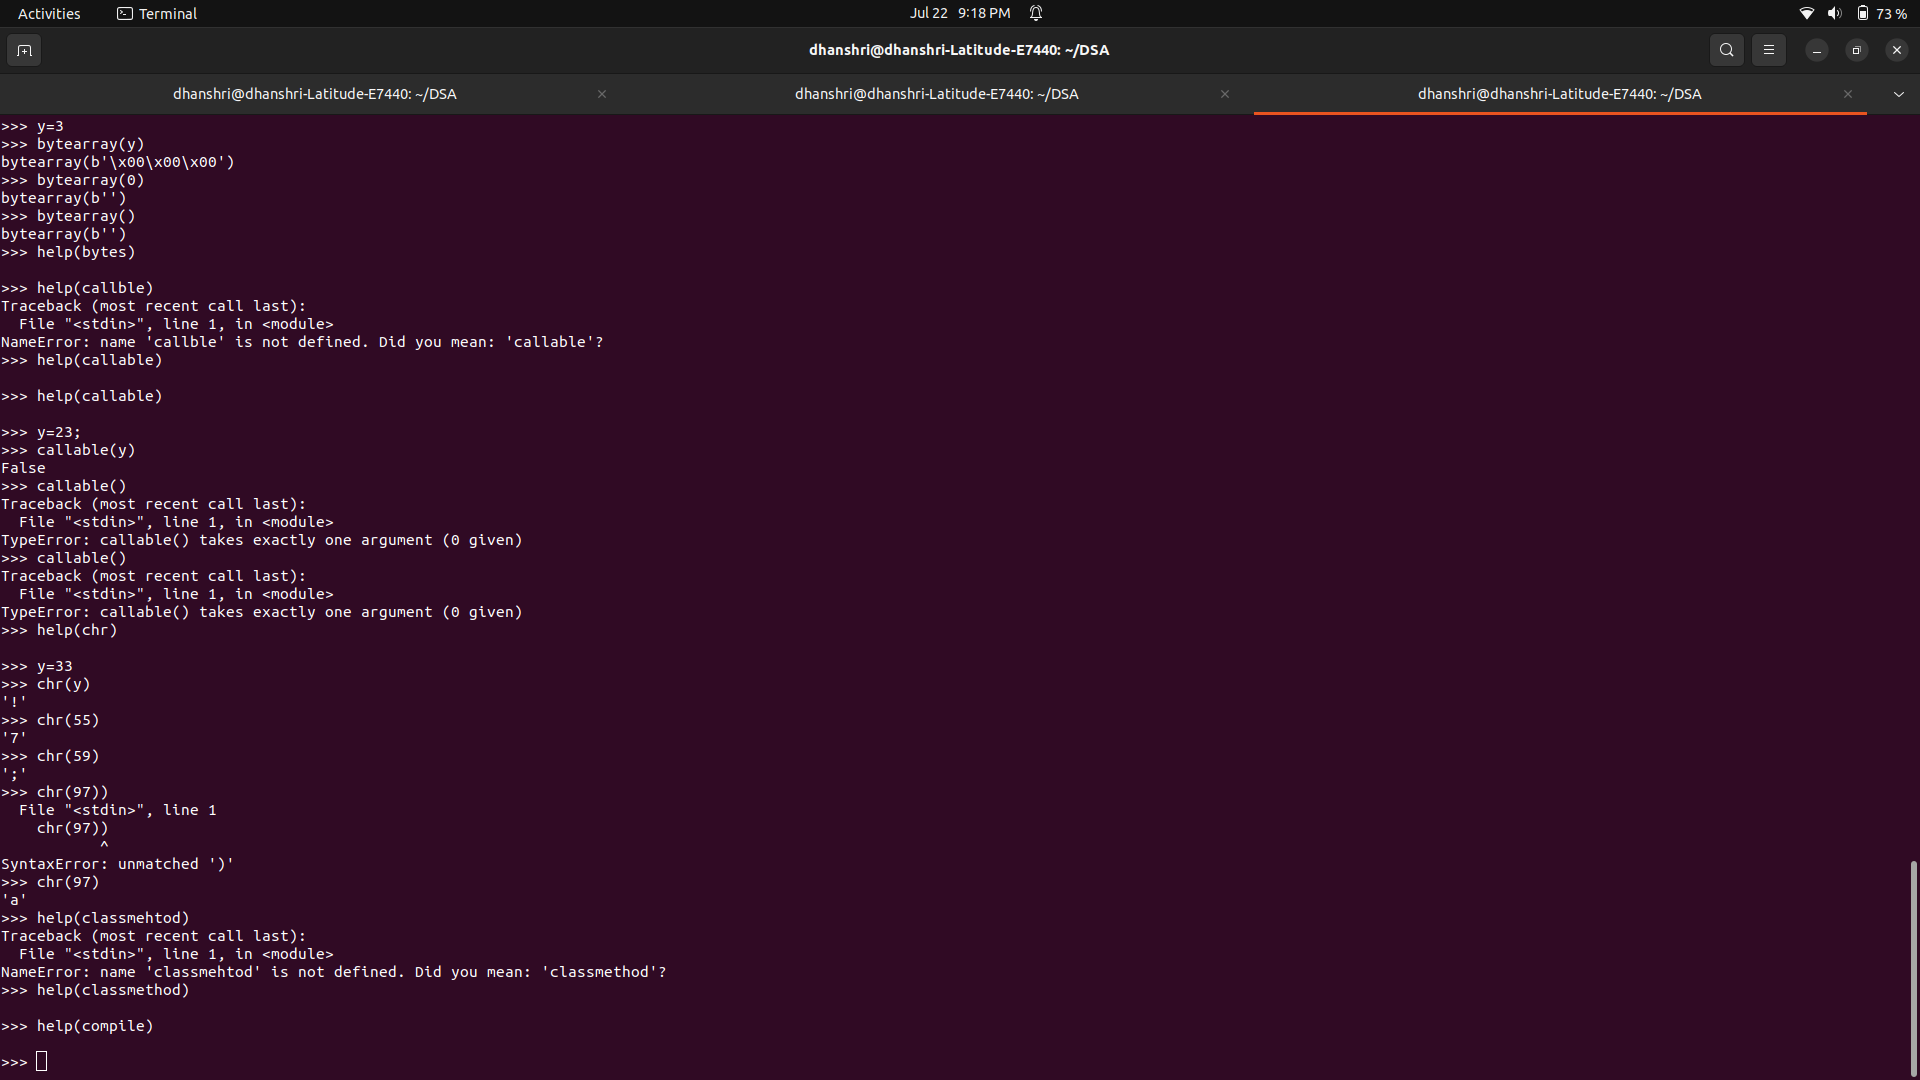 Activities Terminal Jul 22 9:18 PM 73 %
dhanshri@dhanshri-Latitude-E7440: ~/DSA
dhanshri@dhanshri-Latitude-E7440: ~/DSA dhanshri@dhanshri-Latitude-E7440: ~/DSA dhanshri@dhanshri-Latitude-E7440: ~/DSA
>>> y=3
>>> bytearray(y)
bytearray(b'\x00\x00\x00')
>>> bytearray(0)
bytearray(b'')
>>> bytearray()
bytearray(b'')
>>> help(bytes)

>>> help(callble)
Traceback (most recent call last):
  File "<stdin>", line 1, in <module>
NameError: name 'callble' is not defined. Did you mean: 'callable'?
>>> help(callable)

>>> help(callable)

>>> y=23;
>>> callable(y)
False
>>> callable()
Traceback (most recent call last):
  File "<stdin>", line 1, in <module>
TypeError: callable() takes exactly one argument (0 given)
>>> callable()
Traceback (most recent call last):
  File "<stdin>", line 1, in <module>
TypeError: callable() takes exactly one argument (0 given)
>>> help(chr)

>>> y=33
>>> chr(y)
'!'
>>> chr(55)
'7'
>>> chr(59)
';'
>>> chr(97))
  File "<stdin>", line 1
    chr(97))
           ^
SyntaxError: unmatched ')'
>>> chr(97)
'a'
>>> help(classmehtod)
Traceback (most recent call last):
  File "<stdin>", line 1, in <module>
NameError: name 'classmehtod' is not defined. Did you mean: 'classmethod'?
>>> help(classmethod)

>>> help(compile)

>>>